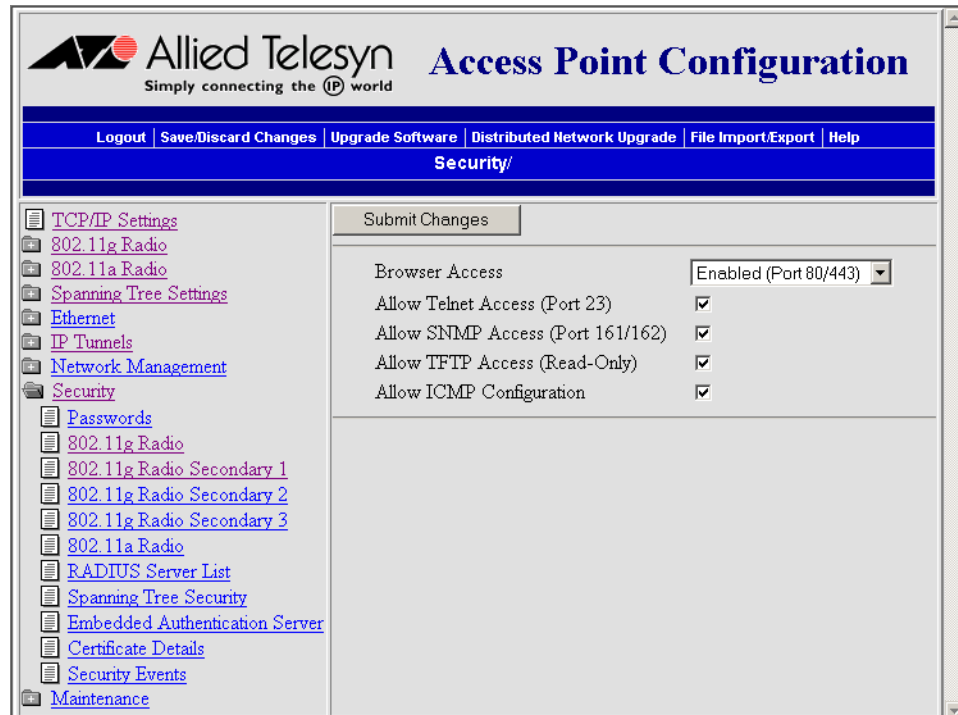 Allied Telesyn
Simply connecting the IP world
Access Point Configuration
Logout | Save/Discard Changes | Upgrade Software | Distributed Network Upgrade | File Import/Export | Help
Security/
TCP/IP Settings
802.11g Radio
802.11a Radio
Spanning Tree Settings
Ethernet
IP Tunnels
Network Management
Security
Passwords
802.11g Radio
802.11g Radio Secondary 1
802.11g Radio Secondary 2
802.11g Radio Secondary 3
802.11a Radio
RADIUS Server List
Spanning Tree Security
Embedded Authentication Server
Certificate Details
Security Events
Maintenance
Submit Changes
Browser Access Enabled (Port 80/443)
Allow Telnet Access (Port 23)
Allow SNMP Access (Port 161/162)
Allow TFTP Access (Read-Only)
Allow ICMP Configuration